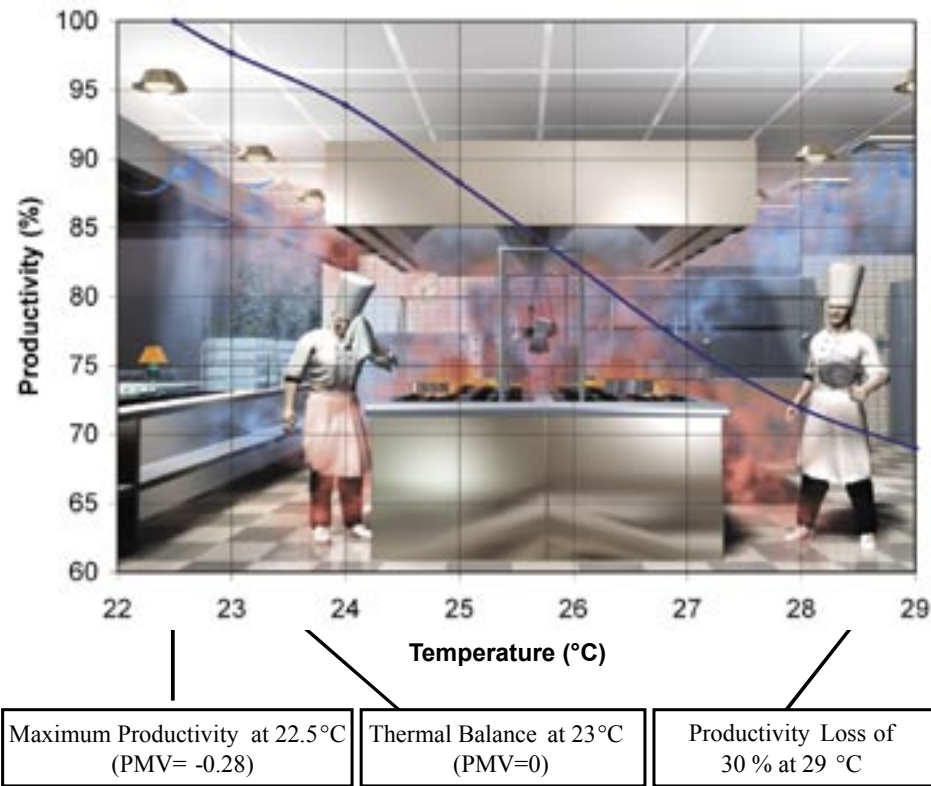 100
95
90
85
80
75
70
65
60
Productivity (%)
22 23 24 25 26 27 28 29
Temperature (°C)
Maximum Productivity at 22.5°C
(PMV= -0.28)
Thermal Balance at 23°C
(PMV=0)
Productivity Loss of
30 % at 29 °C